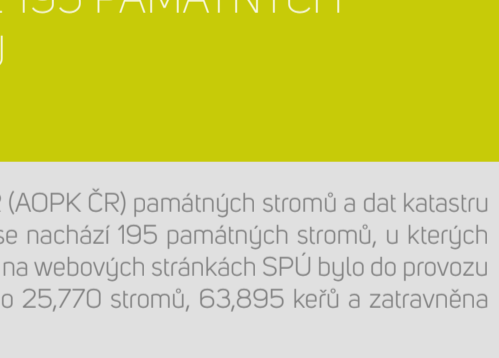 195 PAMÁTNÝCH
(AOPK ČR) památných stromů a dat katastru
se nachází 195 památných stromů, u kterých
na webových stránkách SPÚ bylo do provozu
25,770 stromů, 63,895 keřů a zatravněna